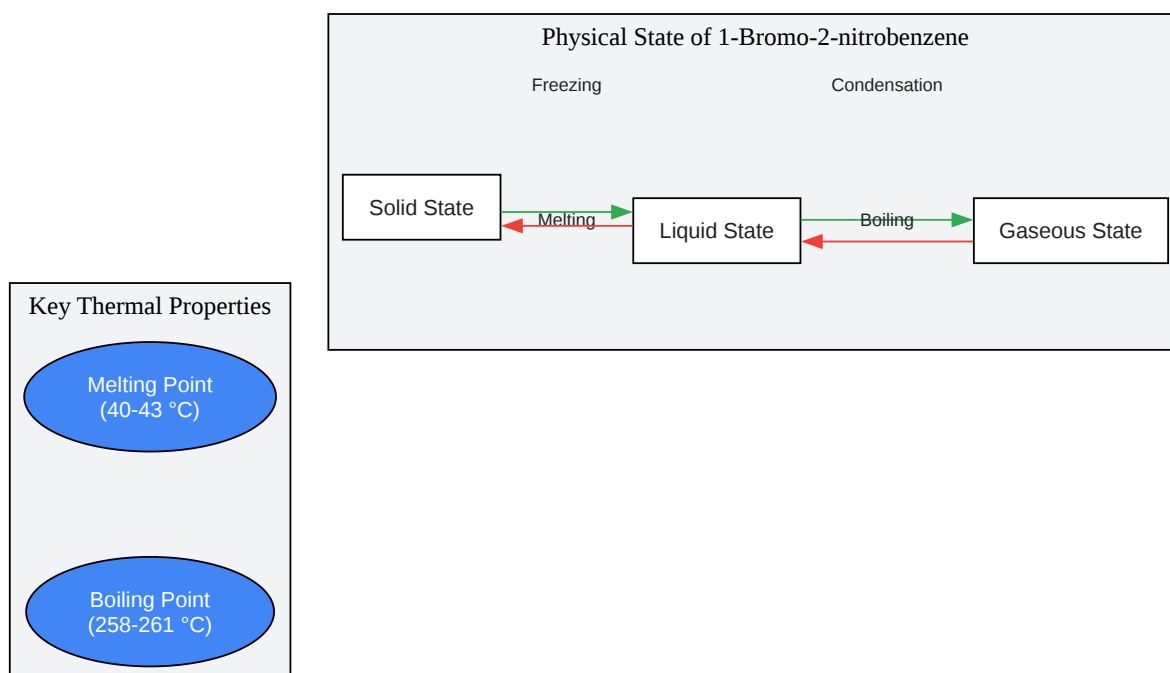 Physical State of 1-Bromo-2-nitrobenzene
Freezing
Condensation
Solid State
Melting
Liquid State
Boiling
Gaseous State
Key Thermal Properties
Melting Point
(40-43 °C)
Boiling Point
(258-261 °C)